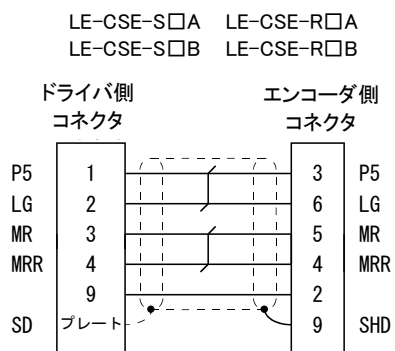 LE-CSE-S□A LE-CSE-R□A
LE-CSE-S□B LE-CSE-R□B
ドライバ側
コネクタ
エンコーダ側
コネクタ
P5 1 3 P5
LG 2 6 LG
MR 3 5 MR
MRR 4 4 MRR
9 2
SD プレート 9 SHD